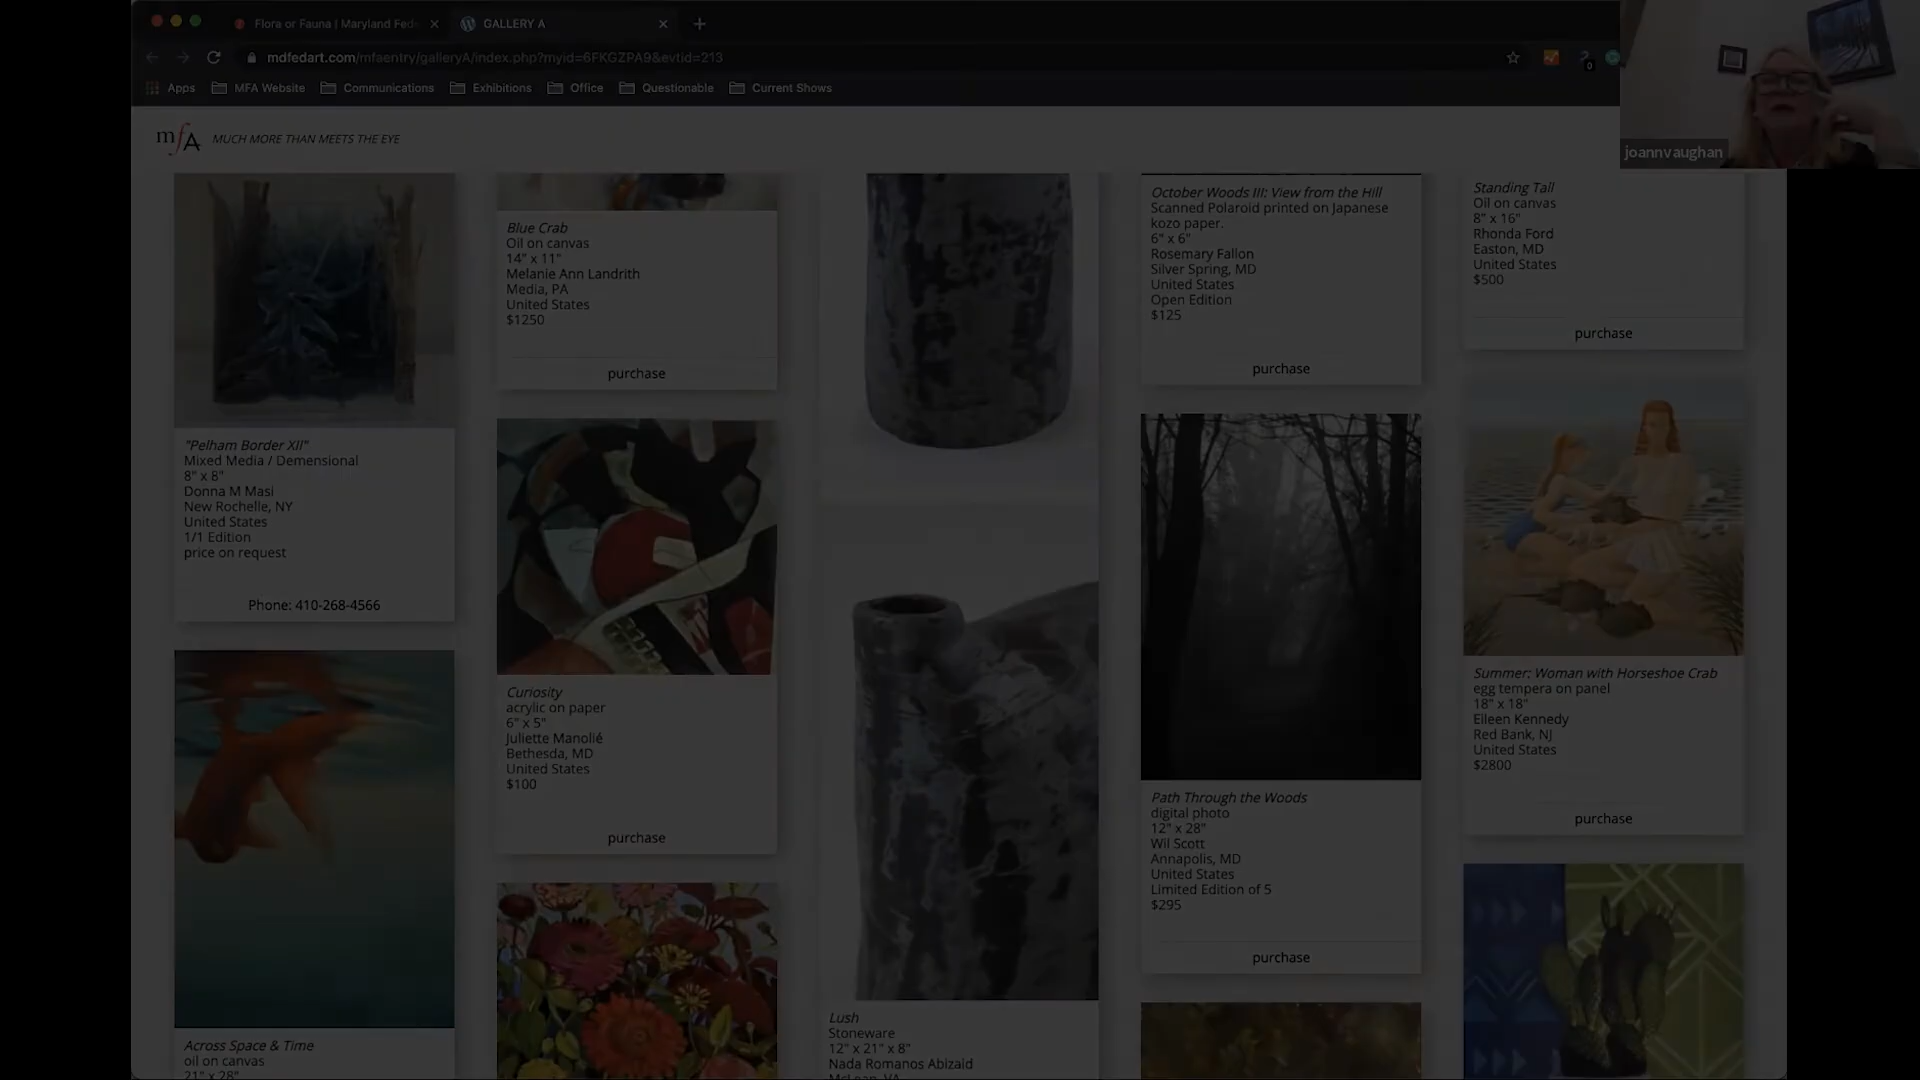 Flora or Fauna | Maryland Fede
GALLERY A
mdfedart.com/mfaentry/galleryA/index.php?myid=6FKGZPA9&evtid=213
Apps
MFA Website
Communications
Exhibitions
Office
Questionable
Current Shows
0
joannvaughan
mfA
MUCH MORE THAN MEETS THE EYE
"Pelham Border XII"
Mixed Media / Demensional
8" x 8"
Donna M Masi
New Rochelle, NY
United States
1/1 Edition
price on request
Phone: 410-268-4566
Across Space & Time
oil on canvas
21" x 28"
Blue Crab
Oil on canvas
14" x 11"
Melanie Ann Landrith
Media, PA
United States
$1250
purchase
Curiosity
acrylic on paper
6" x 5"
Juliette Manolié
Bethesda, MD
United States
$100
purchase
Lush
Stoneware
12" x 21" x 8"
Nada Romanos Abizaid
McLean, VA
October Woods III: View from the Hill
Scanned Polaroid printed on Japanese
kozo paper.
6" x 6"
Rosemary Fallon
Silver Spring, MD
United States
Open Edition
$125
purchase
Path Through the Woods
digital photo
12" x 28"
Wil Scott
Annapolis, MD
United States
Limited Edition of 5
$295
purchase
Standing Tall
Oil on canvas
8" x 16"
Rhonda Ford
Easton, MD
United States
$500
purchase
Summer; Woman with Horseshoe Crab
egg tempera on panel
18" x 18"
Eileen Kennedy
Red Bank, NJ
United States
$2800
purchase